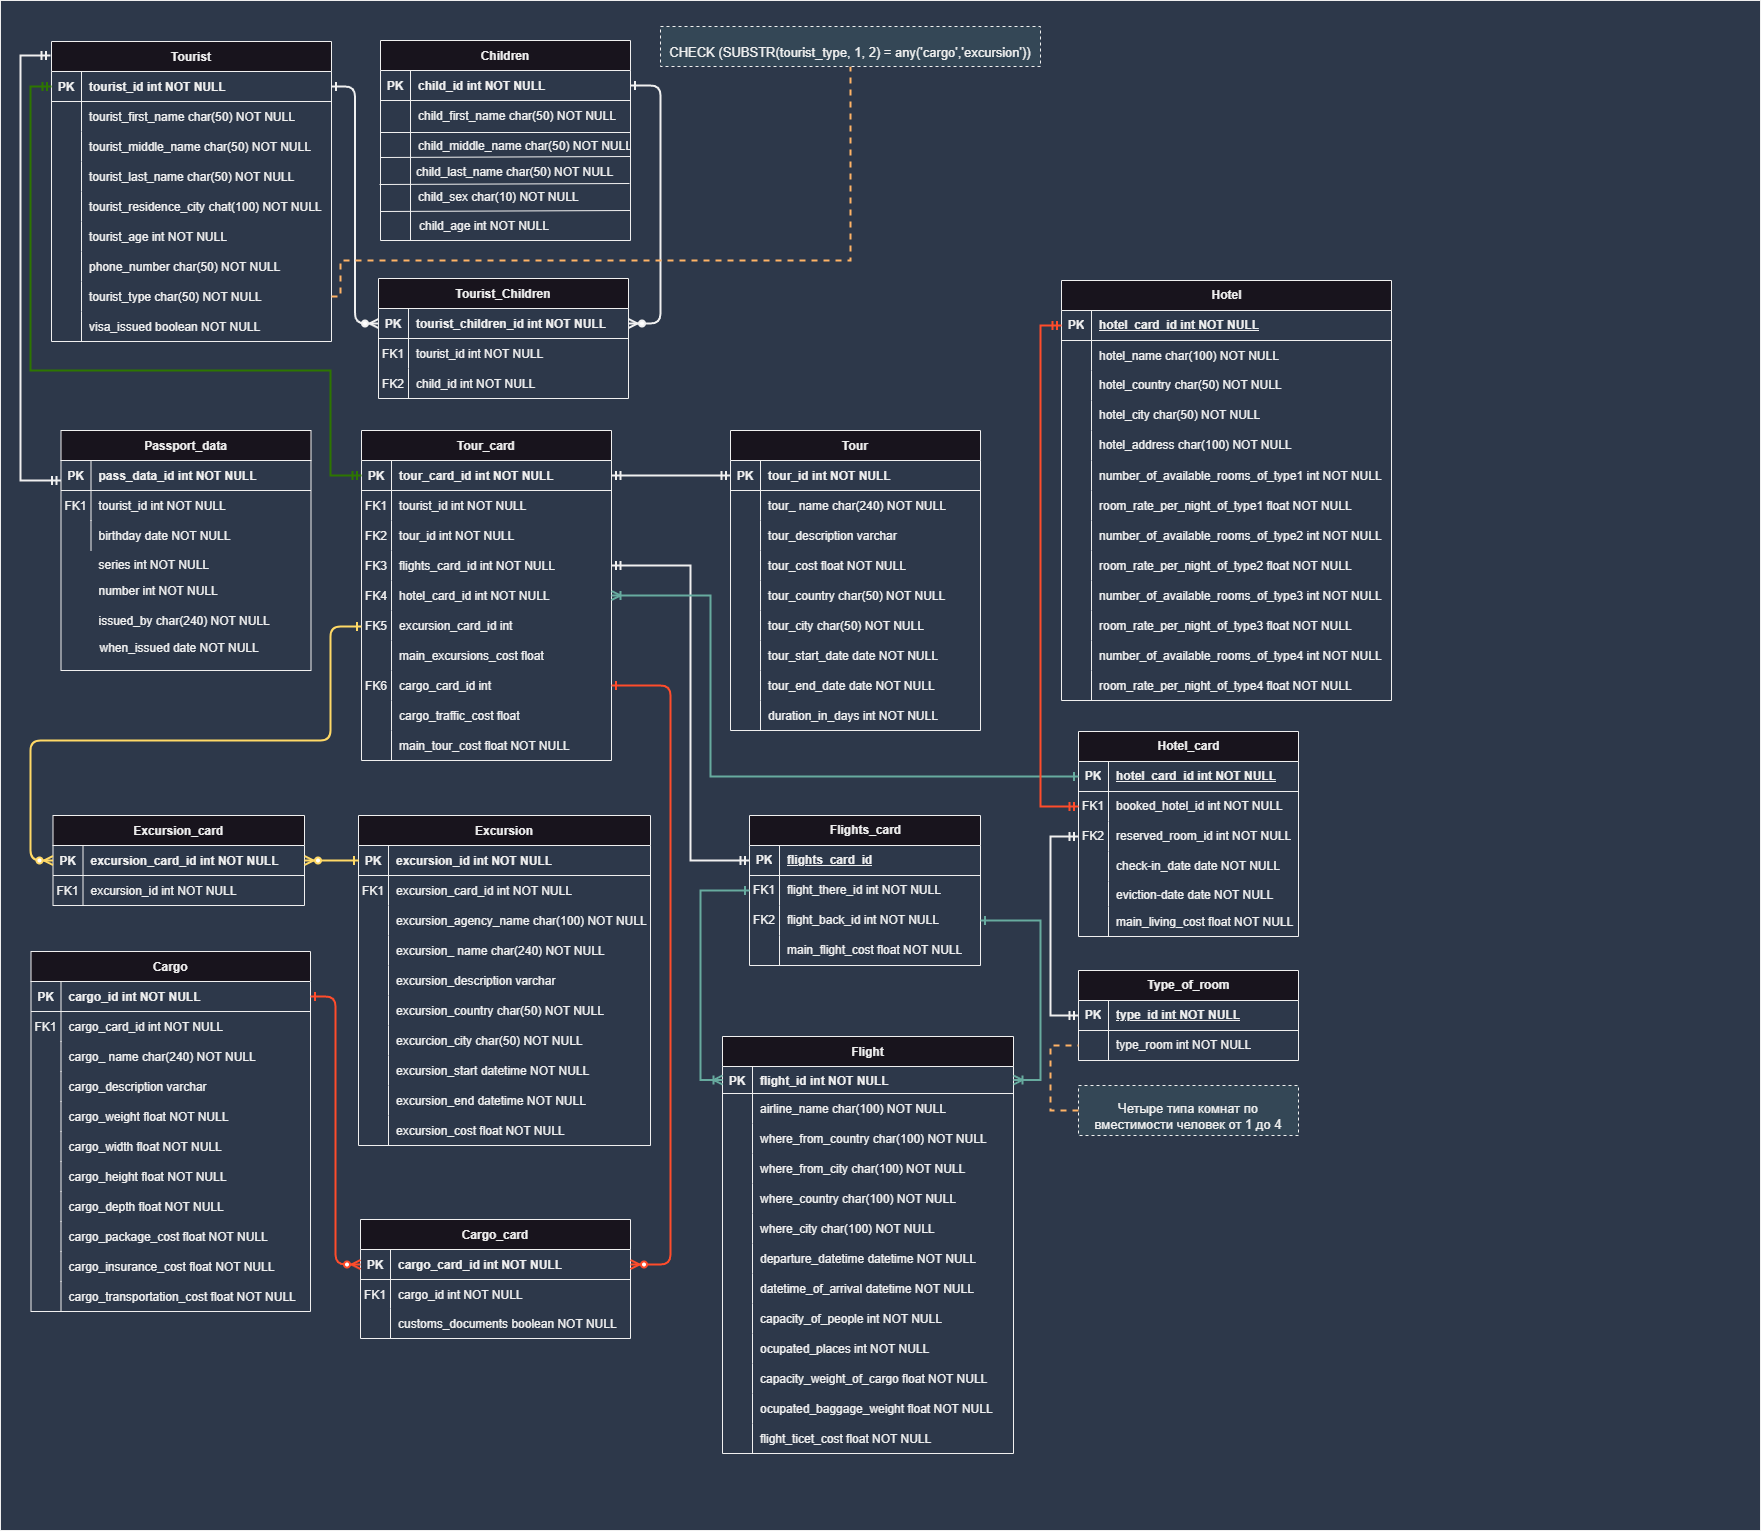 CHECK (SUBSTR(tourist_type, 1, 2) = any('cargo','excursion'))
Tourist
PK tourist_id int NOT NULL
tourist_first_name char(50) NOT NULL
tourist_middle_name char(50) NOT NULL
tourist_last_name char(50) NOT NULL
tourist_residence_city chat(100) NOT NULL
tourist_age int NOT NULL
phone_number char(50) NOT NULL
tourist_type char(50) NOT NULL
visa_issued boolean NOT NULL
Children
PK child_id int NOT NULL
child_first_name char(50) NOT NULL
child_middle_name char(50) NOT NULL
child_last_name char(50) NOT NULL
child_sex char(10) NOT NULL
child_age int NOT NULL
Tourist_Children
PK tourist_children_id int NOT NULL
FK1 tourist_id int NOT NULL
FK2 child_id int NOT NULL
Hotel
PK hotel_card_id int NOT NULL
hotel_name char(100) NOT NULL
hotel_country char(50) NOT NULL
hotel_city char(50) NOT NULL
hotel_address char(100) NOT NULL
number_of_available_rooms_of_type1 int NOT NULL
room_rate_per_night_of_type1 float NOT NULL
number_of_available_rooms_of_type2 int NOT NULL
room_rate_per_night_of_type2 float NOT NULL
number_of_available_rooms_of_type3 int NOT NULL
room_rate_per_night_of_type3 float NOT NULL
number_of_available_rooms_of_type4 int NOT NULL
room_rate_per_night_of_type4 float NOT NULL
Passport_data
PK pass_data_id int NOT NULL
FK1 tourist_id int NOT NULL
birthday date NOT NULL
series int NOT NULL
number int NOT NULL
issued_by char(240) NOT NULL
when_issued date NOT NULL
Tour_card
PK tour_card_id int NOT NULL
FK1 tourist_id int NOT NULL
FK2 tour_id int NOT NULL
FK3 flights_card_id int NOT NULL
FK4 hotel_card_id int NOT NULL
FK5 excursion_card_id int
main_excursions_cost float
FK6 cargo_card_id int
cargo_traffic_cost float
main_tour_cost float NOT NULL
Tour
PK tour_id int NOT NULL
tour_ name char(240) NOT NULL
tour_description varchar
tour_cost float NOT NULL
tour_country char(50) NOT NULL
tour_city char(50) NOT NULL
tour_start_date date NOT NULL
tour_end_date date NOT NULL
duration_in_days int NOT NULL
Hotel_card
PK hotel_card_id int NOT NULL
FK1 booked_hotel_id int NOT NULL
FK2 reserved_room_id int NOT NULL
check-in_date date NOT NULL
eviction-date date NOT NULL
main_living_cost float NOT NULL
Excursion_card
PK excursion_card_id int NOT NULL
FK1 excursion_id int NOT NULL
Excursion
PK excursion_id int NOT NULL
FK1 excursion_card_id int NOT NULL
excursion_agency_name char(100) NOT NULL
excursion_ name char(240) NOT NULL
excursion_description varchar
excursion_country char(50) NOT NULL
excurcion_city char(50) NOT NULL
excursion_start datetime NOT NULL
excursion_end datetime NOT NULL
excursion_cost float NOT NULL
Flights_card
PK flights_card_id
FK1 flight_there_id int NOT NULL
FK2 flight_back_id int NOT NULL
main_flight_cost float NOT NULL
Cargo
PK cargo_id int NOT NULL
FK1 cargo_card_id int NOT NULL
cargo_ name char(240) NOT NULL
cargo_description varchar
cargo_weight float NOT NULL
cargo_width float NOT NULL
cargo_height float NOT NULL
cargo_depth float NOT NULL
cargo_package_cost float NOT NULL
cargo_insurance_cost float NOT NULL
cargo_transportation_cost float NOT NULL
Type_of_room
PK type_id int NOT NULL
type_room int NOT NULL
Четыре типа комнат по
вместимости человек от 1 до 4
Flight
PK flight_id int NOT NULL
airline_name char(100) NOT NULL
where_from_country char(100) NOT NULL
where_from_city char(100) NOT NULL
where_country char(100) NOT NULL
where_city char(100) NOT NULL
departure_datetime datetime NOT NULL
datetime_of_arrival datetime NOT NULL
capacity_of_people int NOT NULL
ocupated_places int NOT NULL
capacity_weight_of_cargo float NOT NULL
ocupated_baggage_weight float NOT NULL
flight_ticet_cost float NOT NULL
Cargo_card
PK cargo_card_id int NOT NULL
FK1 cargo_id int NOT NULL
customs_documents boolean NOT NULL